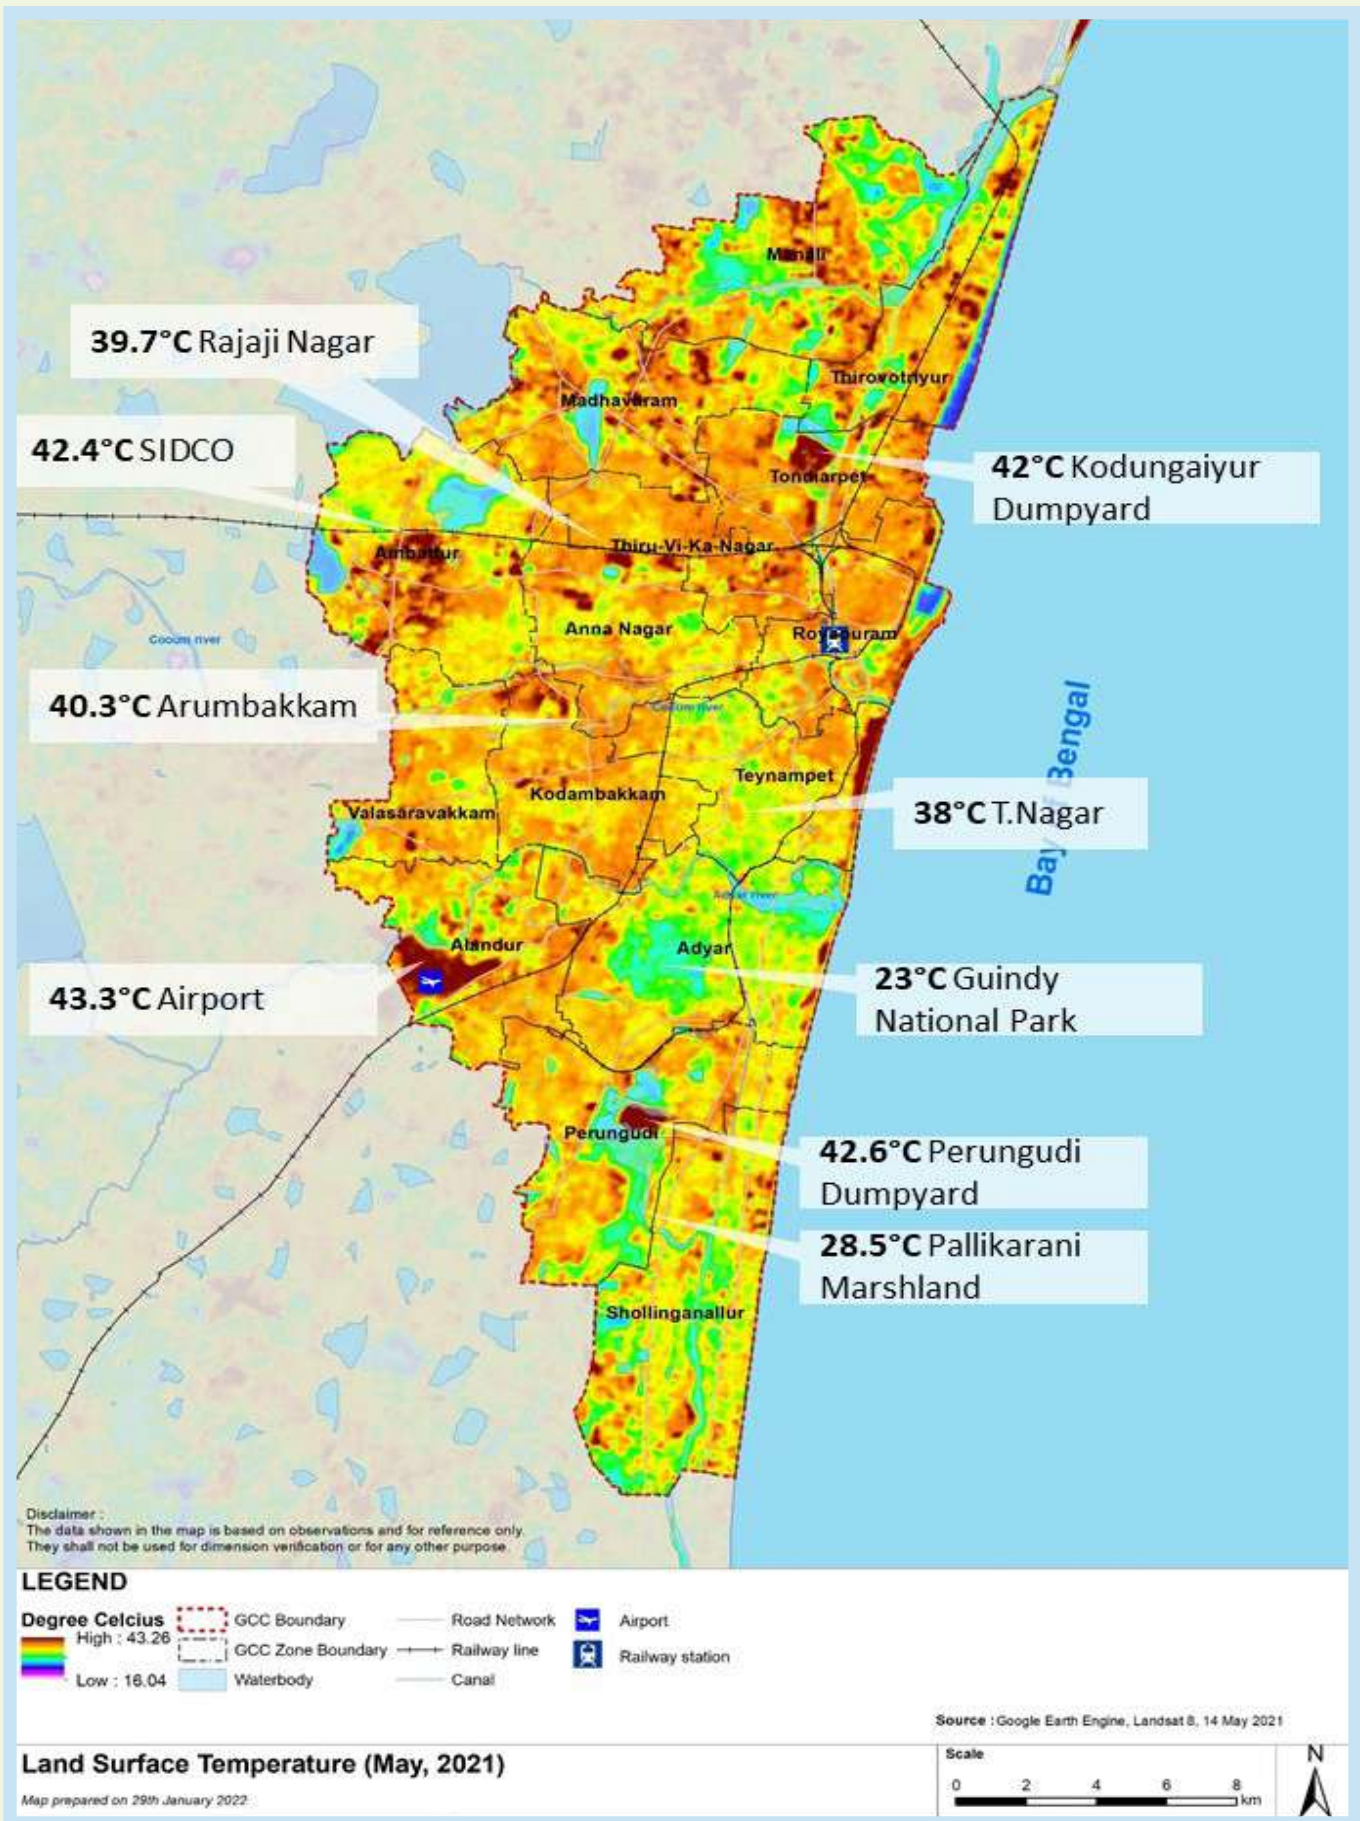 Manali
39.7°C Rajaji Nagar
Thirovotriyur
Madhavaram
42.4°C SIDCO
42°C Kodungaiyur
Dumpyard
Tondiarpet
Ambattur
Thiru-Vi-Ka-Nagar
Anna Nagar
Royapuram
Cooum river
40.3°C Arumbakkam
Cooum river
Bay of Bengal
Teynampet
Kodambakkam
Valasaravakkam
38°C T.Nagar
Adyar river
Alandur
Adyar
43.3°C Airport
23°C Guindy
National Park
Perungudi
42.6°C Perungudi
Dumpyard
28.5°C Pallikarani
Marshland
Shollinganallur
Disclaimer :
The data shown in the map is based on observations and for reference only.
They shall not be used for dimension verification or for any other purpose.
LEGEND
Degree Celcius
High : 43.26
Low : 16.04
GCC Boundary
GCC Zone Boundary
Waterbody
Road Network
Railway line
Canal
Airport
Railway station
Source : Google Earth Engine, Landsat 8, 14 May 2021
Land Surface Temperature (May, 2021)
Map prepared on 29th January 2022
Scale
0 2 4 6 8
km
N